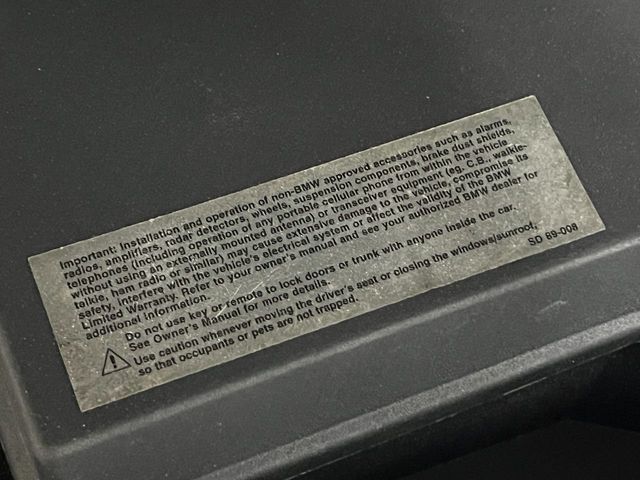 Important: Installation and operation of non-BMW approved accessories such as alarms,
radios, amplifiers, radar detectors, wheels, suspension components, brake dust shields,
telephones (including operation of any portable cellular phone from within the vehicle
without using an externally mounted antenna) or transceiver equipment (eg. C.B., walkie-
telkie, ham radio or similar) may cause extensive damage to the vehicle, compromise its
safety, interfere with the vehicle's electrical system or affect the validity of the BMW
Limited Warranty. Refer to your owner's manual and see your authorized BMW dealer for
additional information.
Do not use key or remote to lock doors or trunk with anyone inside the car.
See Owner's Manual for more details.
Use caution whenever moving the driver's seat or closing the windows/sunroof,
so that occupants or pets are not trapped.
SD 89-008